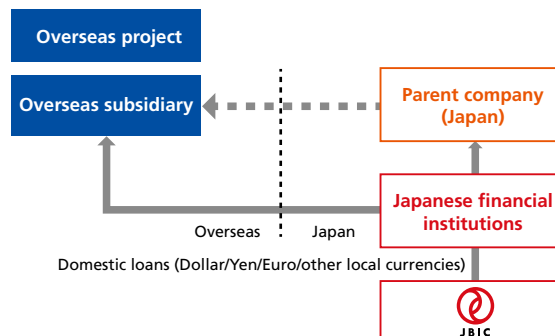 Overseas project
Overseas subsidiary
Parent company
(Japan)
Japanese financial
institutions
Overseas
Japan
Domestic loans (Dollar/Yen/Euro/other local currencies)
JBIC